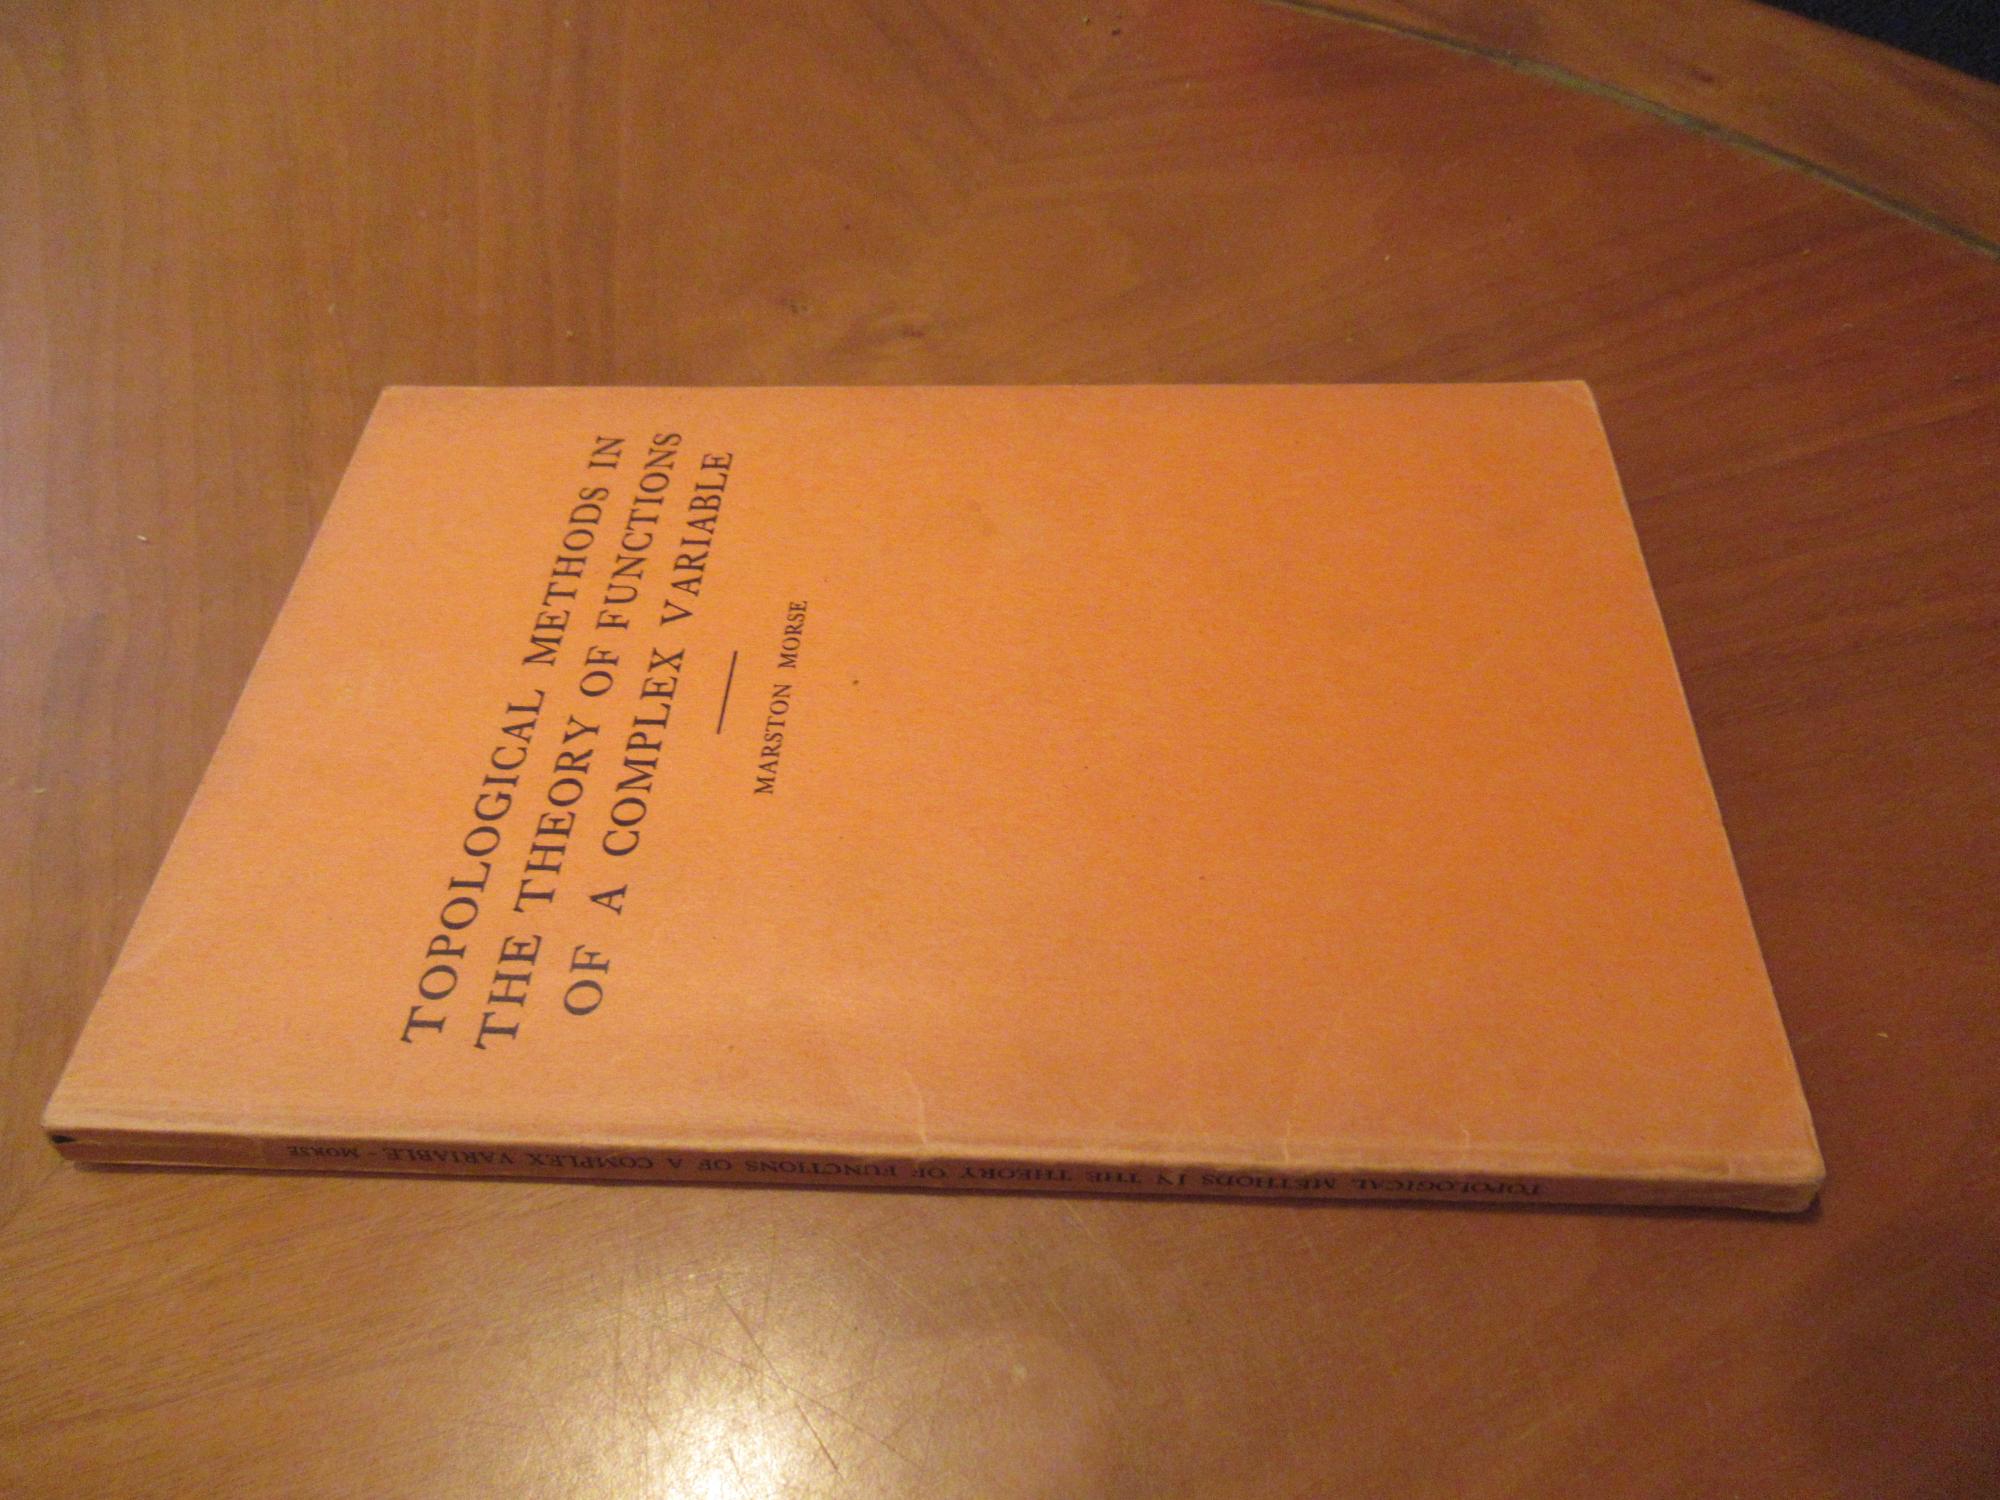 TOPOLOGICAL METHODS IN
THE THEORY OF FUNCTIONS
OF A COMPLEX VARIABLE
MARSTON MORSE
TOPOLOGICAL METHODS IN THE THEORY OF FUNCTIONS OF A COMPLEX VARIABLE - MORSE